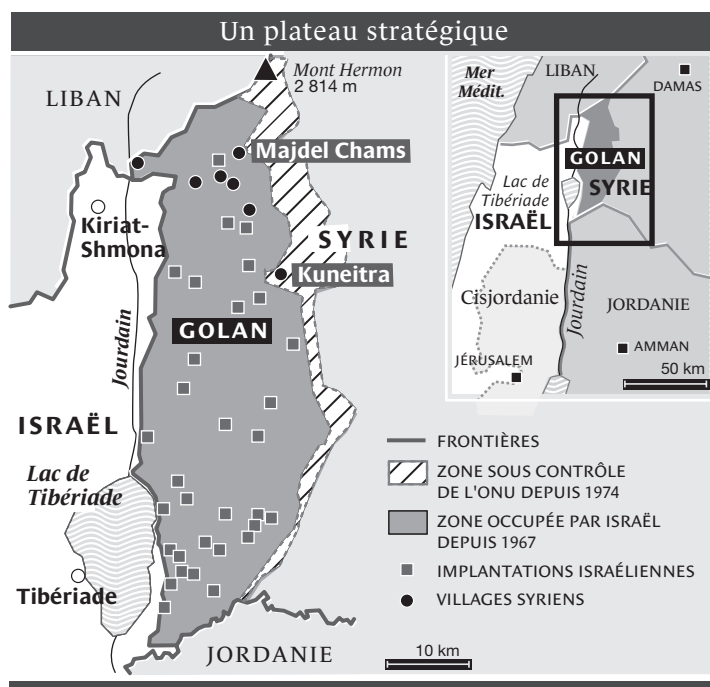 Un plateau stratégique
Mont Hermon
2 814 m
LIBAN
Majdel Chams
Kiriat-
Shmona
SYRIE
Kuneitra
GOLAN
Jourdain
ISRAËL
Lac de
Tibériade
Tibériade
JORDANIE
10 km
Mer
Médit.
LIBAN
DAMAS
GOLAN
Lac de
Tibériade
SYRIE
ISRAËL
Cisjordanie
Jourdain
JORDANIE
JÉRUSALEM
AMMAN
50 km
FRONTIÈRES
ZONE SOUS CONTRÔLE
DE L'ONU DEPUIS 1974
ZONE OCCUPÉE PAR ISRAËL
DEPUIS 1967
IMPLANTATIONS ISRAÉLIENNES
VILLAGES SYRIENS